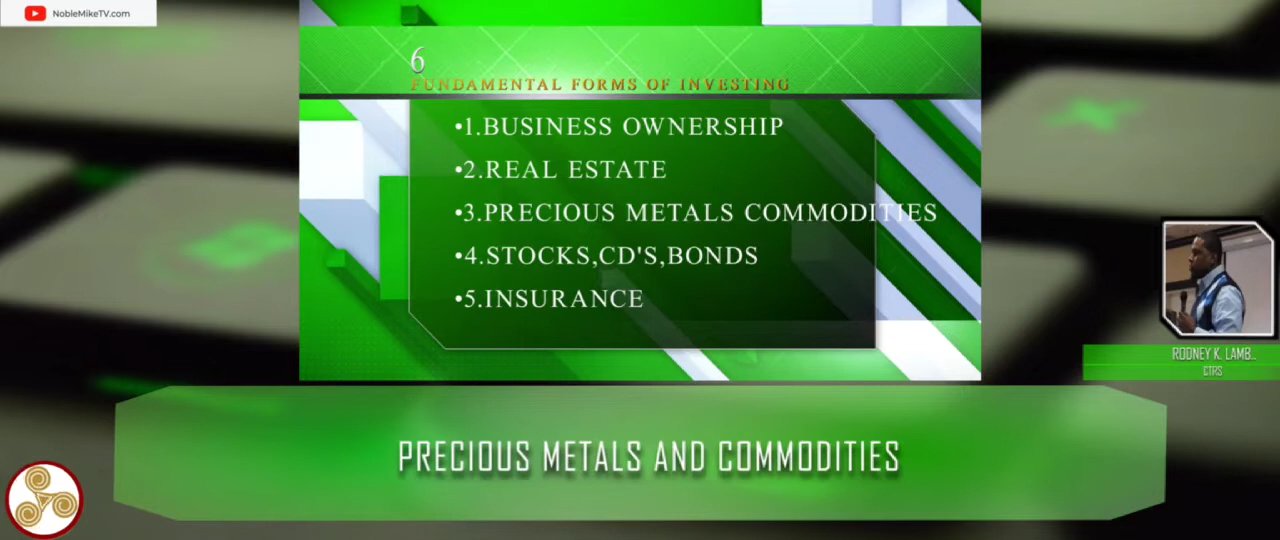 NobleMikeTV.com
6
FUNDAMENTAL FORMS OF INVESTING
•1.BUSINESS OWNERSHIP
•2.REAL ESTATE
•3.PRECIOUS METALS COMMODITIES
•4.STOCKS,CD'S,BONDS
•5.INSURANCE
RODNEY K. LAMB..
CTRS
PRECIOUS METALS AND COMMODITIES